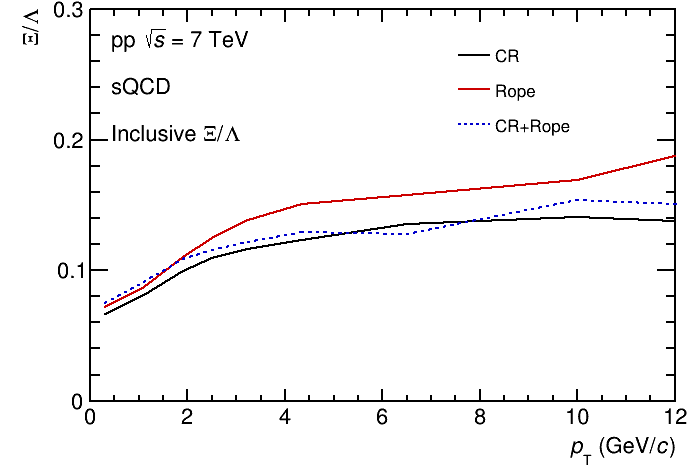 Ξ/Λ
0.3
0.2
0.1
0
pp √s = 7 TeV
sQCD
Inclusive Ξ/Λ
CR
Rope
CR+Rope
0 2 4 6 8 10 12
p_T (GeV/c)